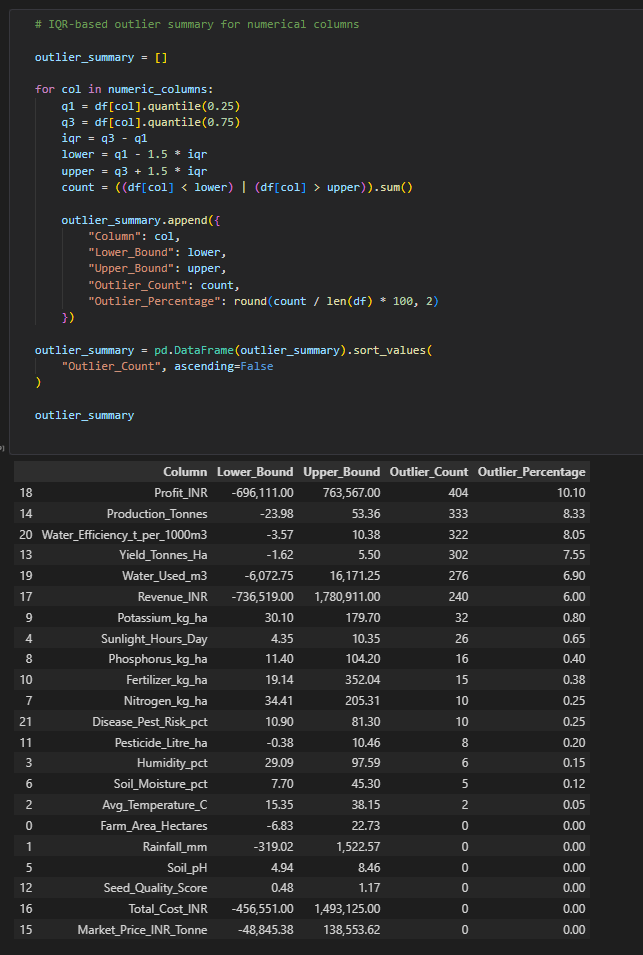 # IQR-based outlier summary for numerical columns
outlier_summary = []
for col in numeric_columns:
    q1 = df[col].quantile(0.25)
    q3 = df[col].quantile(0.75)
    iqr = q3 - q1
    lower = q1 - 1.5 * iqr
    upper = q3 + 1.5 * iqr
    count = ((df[col] < lower) | (df[col] > upper)).sum()
    outlier_summary.append({
        "Column": col,
        "Lower_Bound": lower,
        "Upper_Bound": upper,
        "Outlier_Count": count,
        "Outlier_Percentage": round(count / len(df) * 100, 2)
    })
outlier_summary = pd.DataFrame(outlier_summary).sort_values(
    "Outlier_Count", ascending=False
)
outlier_summary
Column Lower_Bound Upper_Bound Outlier_Count Outlier_Percentage
18 Profit_INR -696,111.00 763,567.00 404 10.10
14 Production_Tonnes -23.98 53.36 333 8.33
20 Water_Efficiency_t_per_1000m3 -3.57 10.38 322 8.05
13 Yield_Tonnes_Ha -1.62 5.50 302 7.55
19 Water_Used_m3 -6,072.75 16,171.25 276 6.90
17 Revenue_INR -736,519.00 1,780,911.00 240 6.00
9 Potassium_kg_ha 30.10 179.70 32 0.80
4 Sunlight_Hours_Day 4.35 10.35 26 0.65
8 Phosphorus_kg_ha 11.40 104.20 16 0.40
10 Fertilizer_kg_ha 19.14 352.04 15 0.38
7 Nitrogen_kg_ha 34.41 205.31 10 0.25
21 Disease_Pest_Risk_pct 10.90 81.30 10 0.25
11 Pesticide_Litre_ha -0.38 10.46 8 0.20
3 Humidity_pct 29.09 97.59 6 0.15
6 Soil_Moisture_pct 7.70 45.30 5 0.12
2 Avg_Temperature_C 15.35 38.15 2 0.05
0 Farm_Area_Hectares -6.83 22.73 0 0.00
1 Rainfall_mm -319.02 1,522.57 0 0.00
5 Soil_pH 4.94 8.46 0 0.00
12 Seed_Quality_Score 0.48 1.17 0 0.00
16 Total_Cost_INR -456,551.00 1,493,125.00 0 0.00
15 Market_Price_INR_Tonne -48,845.38 138,553.62 0 0.00